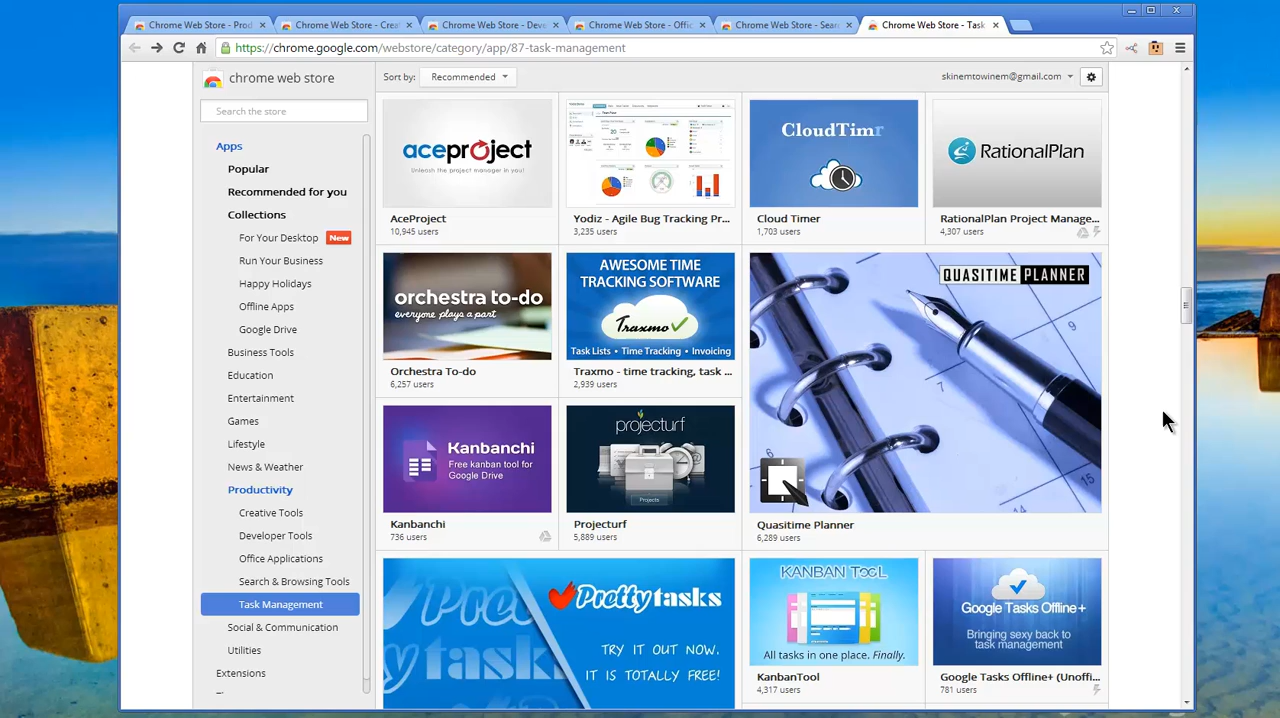 Chrome Web Store - Prod
Chrome Web Store - Crea
Chrome Web Store - Deve
Chrome Web Store - Offic
Chrome Web Store - Sear
Chrome Web Store - Task
https://chrome.google.com/webstore/category/app/87-task-management
chrome web store
Sort by: Recommended
skinemtowinem@gmail.com
Search the store
Apps
Popular
Recommended for you
Collections
For Your Desktop New
Run Your Business
Happy Holidays
Offline Apps
Google Drive
Business Tools
Education
Entertainment
Games
Lifestyle
News & Weather
Productivity
Creative Tools
Developer Tools
Office Applications
Search & Browsing Tools
Task Management
Social & Communication
Utilities
Extensions
aceproject
Unleash the project manager in you!
AceProject
10,945 users
Yodiz - Agile Bug Tracking Pr...
3,235 users
CloudTimr
Cloud Timer
1,703 users
RationalPlan
RationalPlan Project Manage...
4,307 users
orchestra to-do
everyone plays a part
Orchestra To-do
6,257 users
AWESOME TIME
TRACKING SOFTWARE
Traxmo
Task Lists • Time Tracking • Invoicing
Traxmo - time tracking, task ...
2,939 users
QUASITIME PLANNER
9
7
6
15
Quasitime Planner
6,289 users
Kanbanchi
Free kanban tool for
Google Drive
Kanbanchi
736 users
projecturf
Projects
Projecturf
5,889 users
Prettytasks
TRY IT OUT NOW.
IT IS TOTALLY FREE!
KANBAN TOOL
All tasks in one place. Finally.
KanbanTool
4,317 users
Google Tasks Offline+
Bringing sexy back to
task management
Google Tasks Offline+ (Unoffi...
781 users